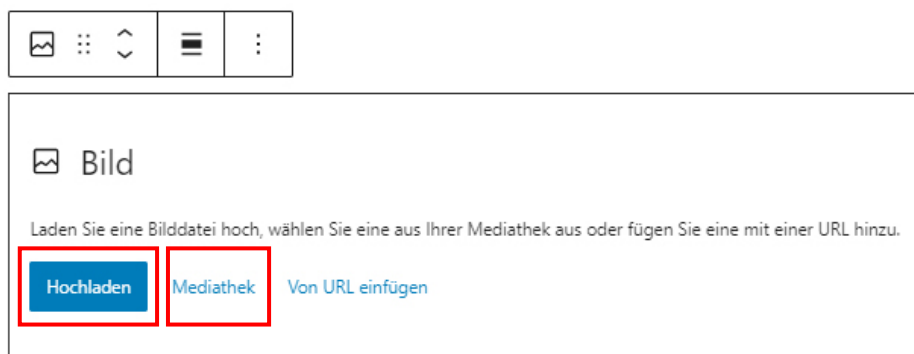 Bild
Laden Sie eine Bilddatei hoch, wählen Sie eine aus Ihrer Mediathek aus oder fügen Sie eine mit einer URL hinzu.
Hochladen Mediathek Von URL einfügen